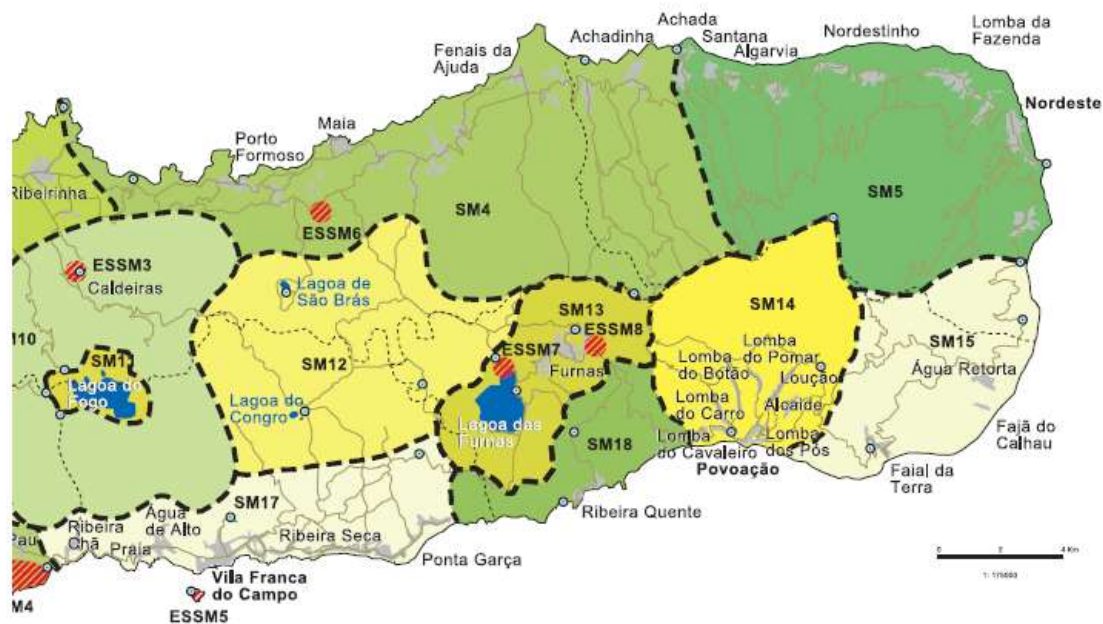 Achada
Santana
Algarvia
Nordestinho
Lomba da
Fazenda
Achadinha
Fenais da
Ajuda
Nordeste
Maia
Porto
Formoso
Ribeirinha
SM5
SM4
ESSM6
ESSM3
Caldeiras
Lagoa de
São Brás
SM13
ESSM8
SM14
M10
SM11
Lagoa do
Fogo
SM12
ESSM7
Furnas
Lomba
do Pomar
Lomba
do Botão
Loução
SM15
Água Retorta
Lagoa do
Congro
Lagoa das
Furnas
Lomba
do Carro
Alcaide
SM18
Lomba
do Cavaleiro
Lomba
dos Pós
Povoação
Fajã do
Calhau
Faial da
Terra
SM17
Água
de Alto
Ribeira
Chã
Praia
Pau
Ribeira Seca
Ribeira Quente
Ponta Garça
Vila Franca
do Campo
M4
ESSM5
0
4 Km